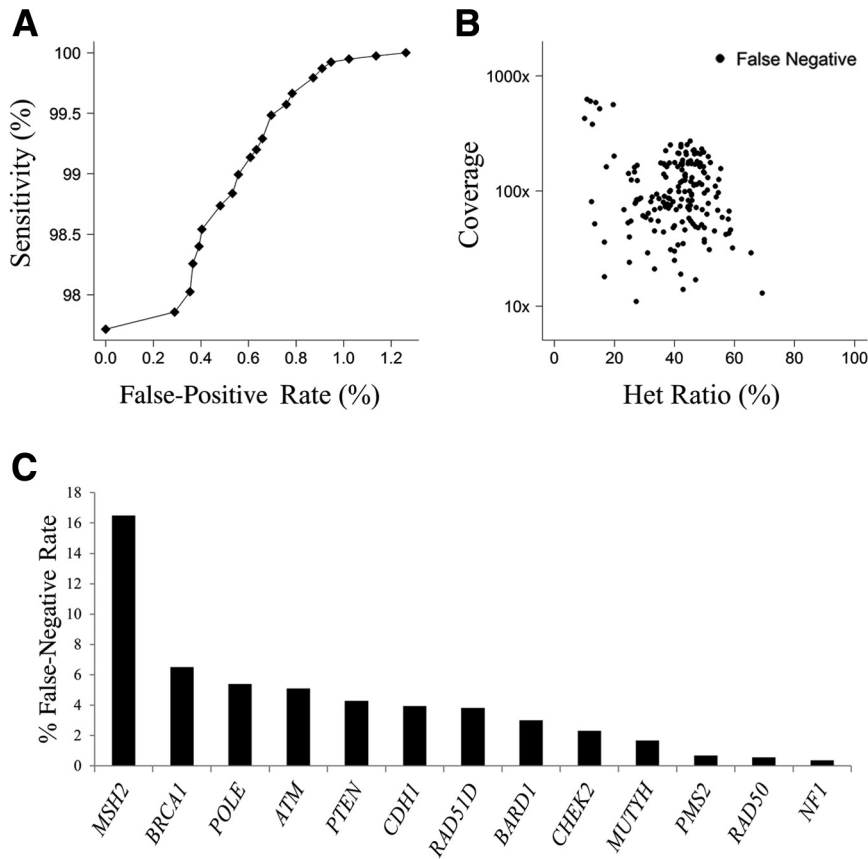 A
Sensitivity (%)
100
99.5
99
98.5
98
0.0 0.2 0.4 0.6 0.8 1.0 1.2
False-Positive Rate (%)
B
False Negative
Coverage
1000x
100x
10x
0 20 40 60 80 100
Het Ratio (%)
C
% False-Negative Rate
18
16
14
12
10
8
6
4
2
0
MSH2 BRCA1 POLE ATM PTEN CDH1 RAD51D BARD1 CHEK2 MUTYH PMS2 RAD50 NF1